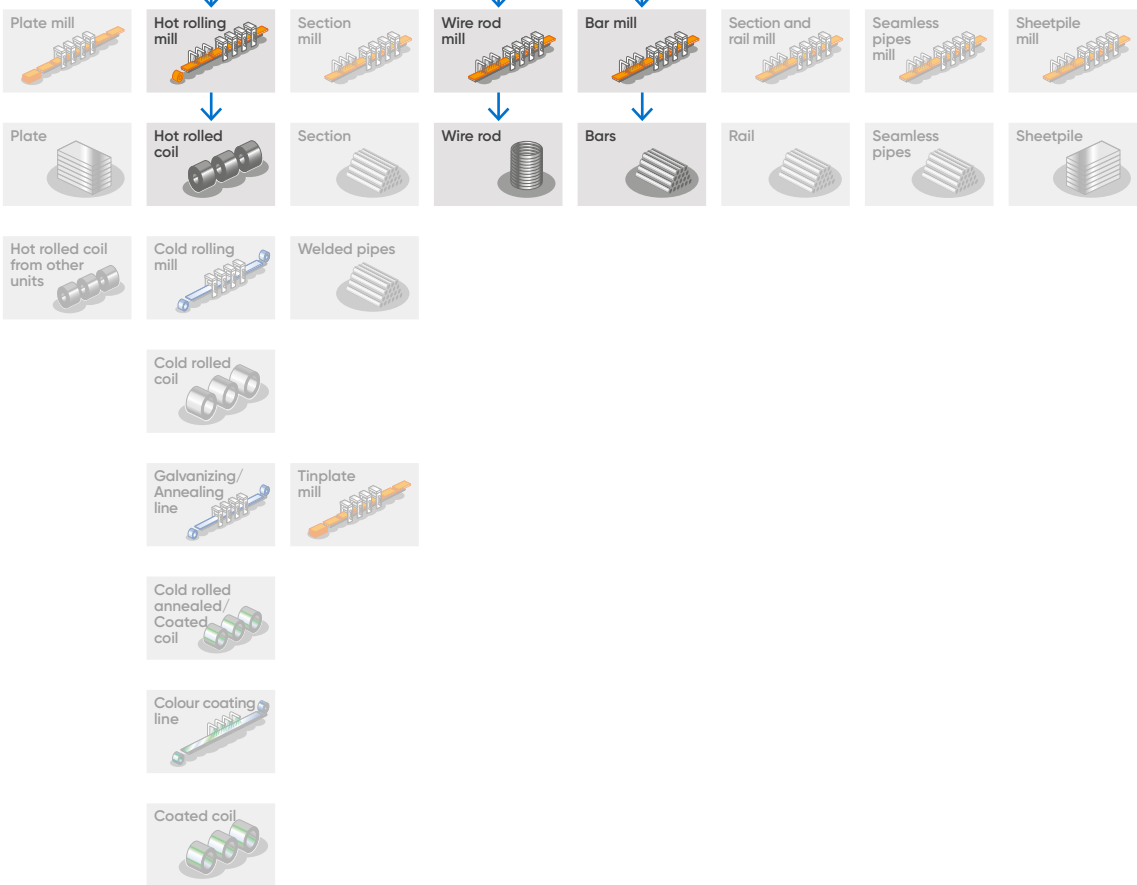 Plate mill
Hot rolling
mill
Section
mill
Wire rod
mill
Bar mill
Section and
rail mill
Seamless
pipes
mill
Sheetpile
mill
Plate
Hot rolled
coil
Section
Wire rod
Bars
Rail
Seamless
pipes
Sheetpile
Hot rolled coil
from other
units
Cold rolling
mill
Welded pipes
Cold rolled
coil
Galvanizing/
Annealing
line
Tinplate
mill
Cold rolled
annealed/
Coated
coil
Colour coating
line
Coated coil